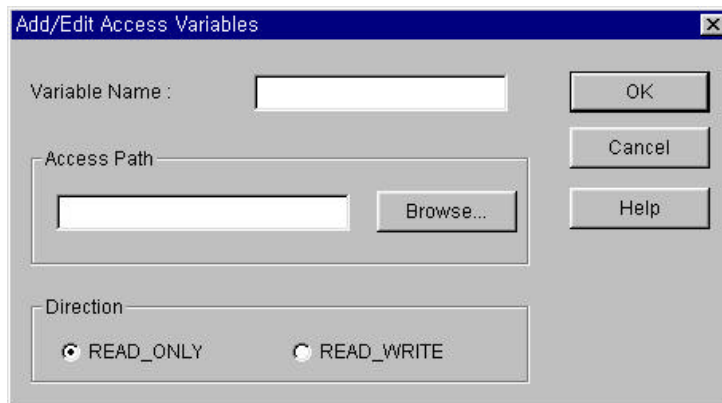 Add/Edit Access Variables
Variable Name :
OK
Access Path
Cancel
Browse...
Help
Direction
READ_ONLY
READ_WRITE